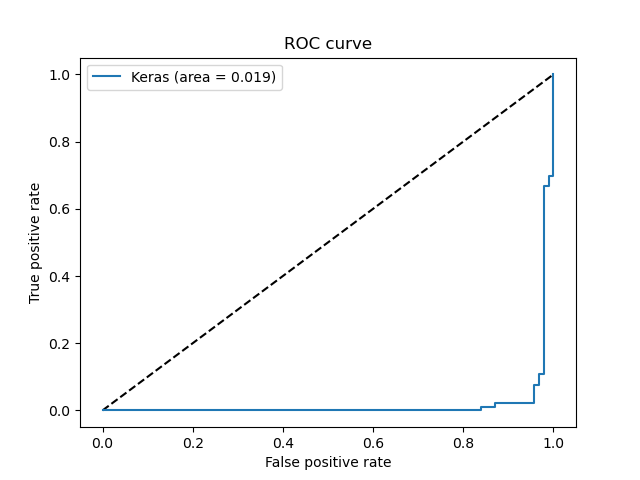 ROC curve
Keras (area = 0.019)
1.0
0.8
0.6
0.4
0.2
0.0
True positive rate
0.0 0.2 0.4 0.6 0.8 1.0
False positive rate